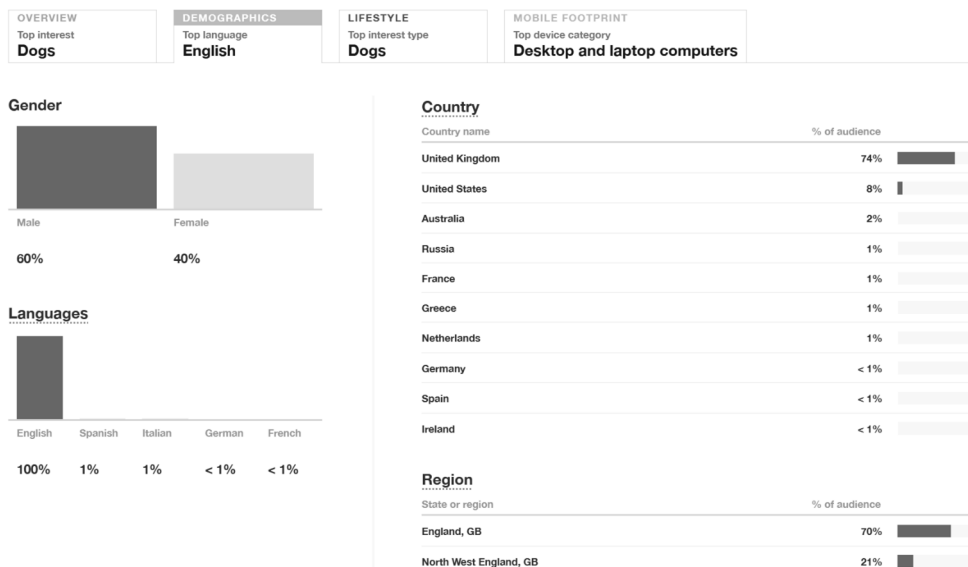 OVERVIEW
Top interest
Dogs
DEMOGRAPHICS
Top language
English
LIFESTYLE
Top interest type
Dogs
MOBILE FOOTPRINT
Top device category
Desktop and laptop computers
Gender
Male Female
60% 40%
Languages
English Spanish Italian German French
100% 1% 1% < 1% < 1%
Country
Country name % of audience
United Kingdom 74%
United States 8%
Australia 2%
Russia 1%
France 1%
Greece 1%
Netherlands 1%
Germany < 1%
Spain < 1%
Ireland < 1%
Region
State or region % of audience
England, GB 70%
North West England, GB 21%